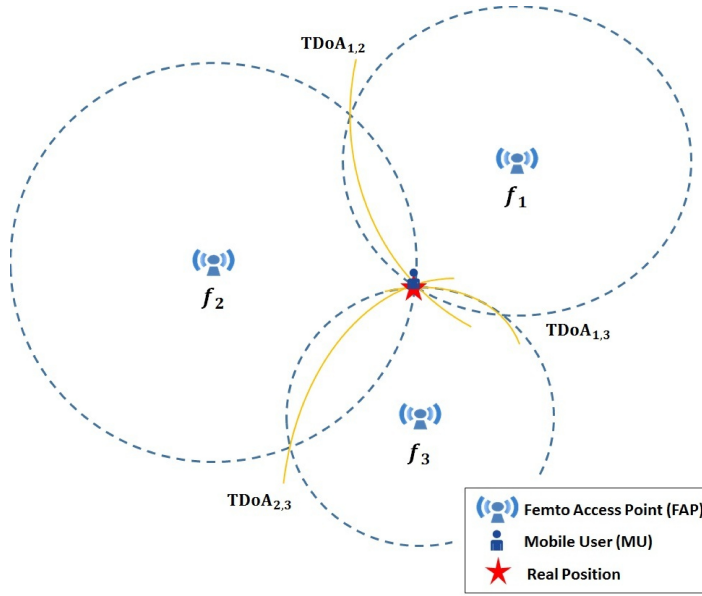 TDoA₁,₂
f₁
f₂
TDoA₁,₃
f₃
TDoA₂,₃
Femto Access Point (FAP)
Mobile User (MU)
Real Position